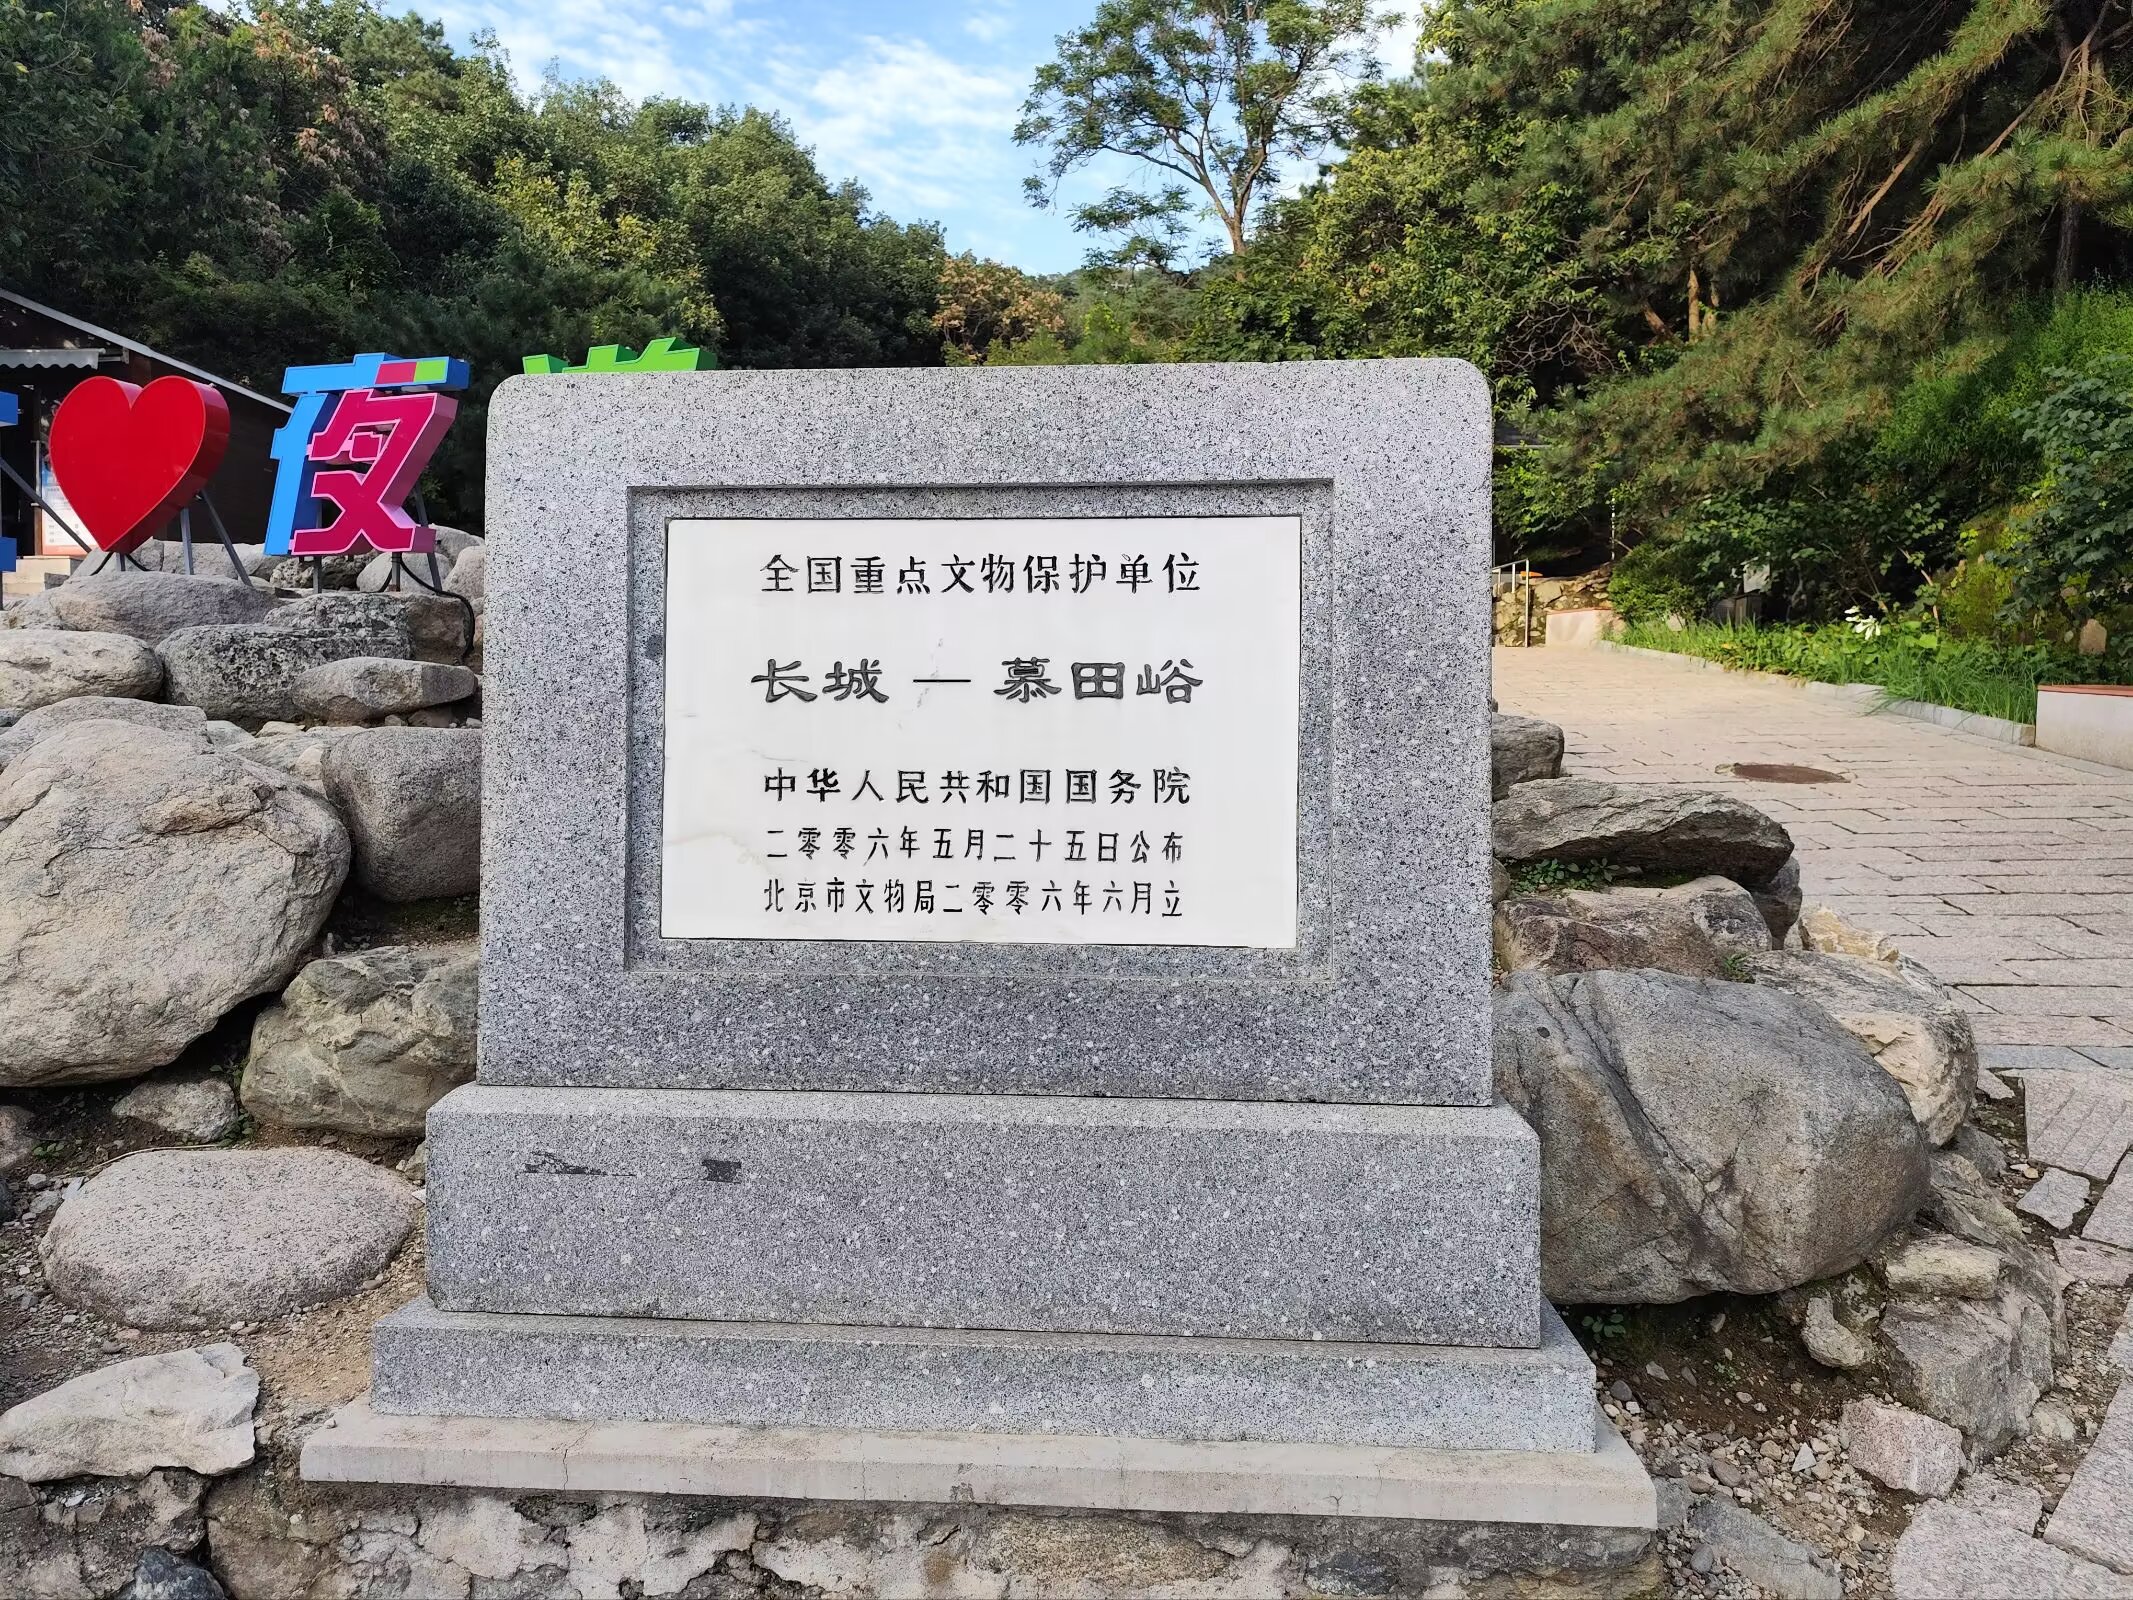 夜
全国重点文物保护单位
长城 — 慕田峪
中华人民共和国国务院
二零零六年五月二十五日公布
北京市文物局二零零六年六月立